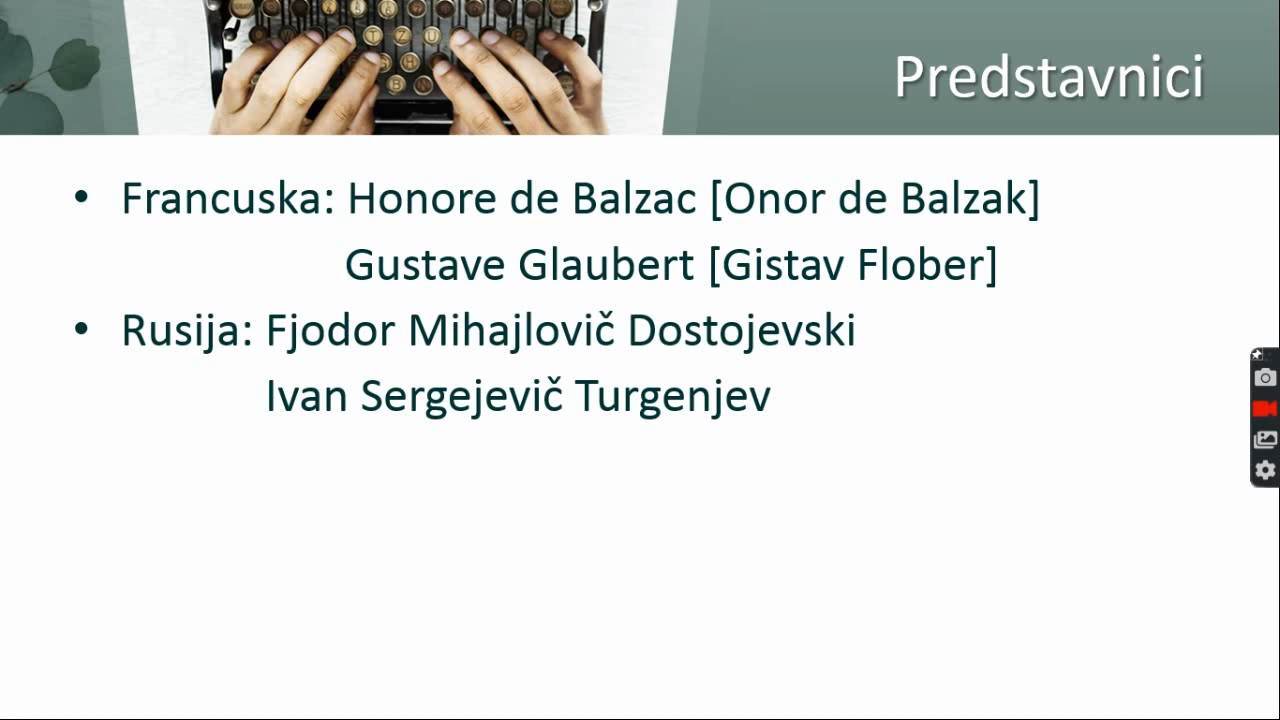 Predstavnici
• Francuska: Honore de Balzac [Onor de Balzak]
Gustave Glaubert [Gistav Flober]
• Rusija: Fjodor Mihajlovič Dostojevski
Ivan Sergejevič Turgenjev